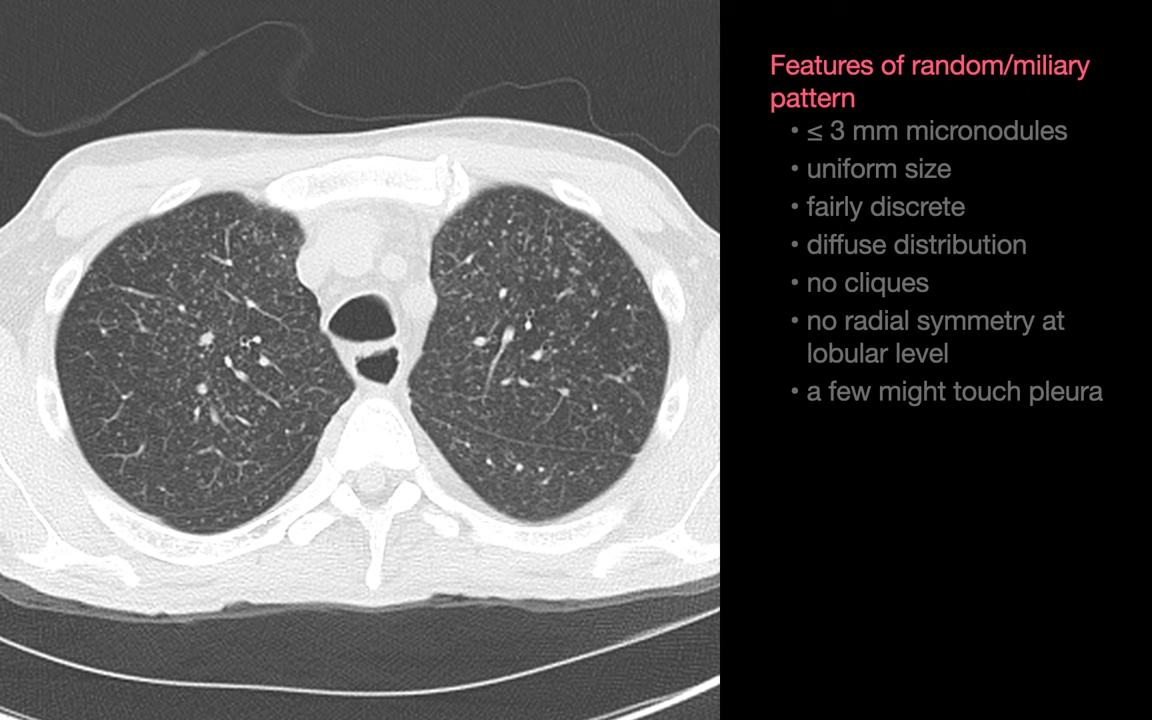 Features of random/miliary
pattern
• ≤ 3 mm micronodules
• uniform size
• fairly discrete
• diffuse distribution
• no cliques
• no radial symmetry at
lobular level
• a few might touch pleura